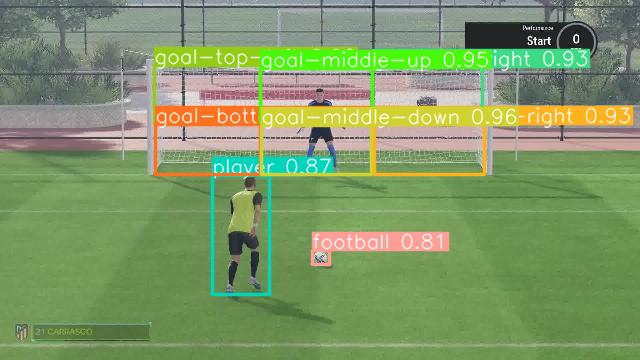 Performance
Start 0
goal-top-
goal-middle-up 0.95
ight 0.93
goal-bott
goal-middle-down 0.96
-right 0.93
player 0.87
football 0.81
21 CARRASCO